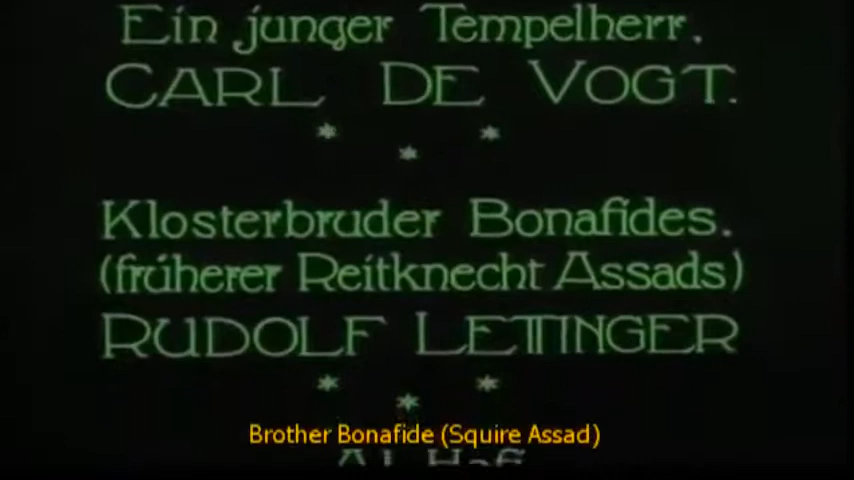 Ein junger Tempelherr.
CARL DE VOGT.
Klosterbruder Bonafides.
(früherer Reitknecht Assads)
RUDOLF LETTINGER
Brother Bonafide (Squire Assad)